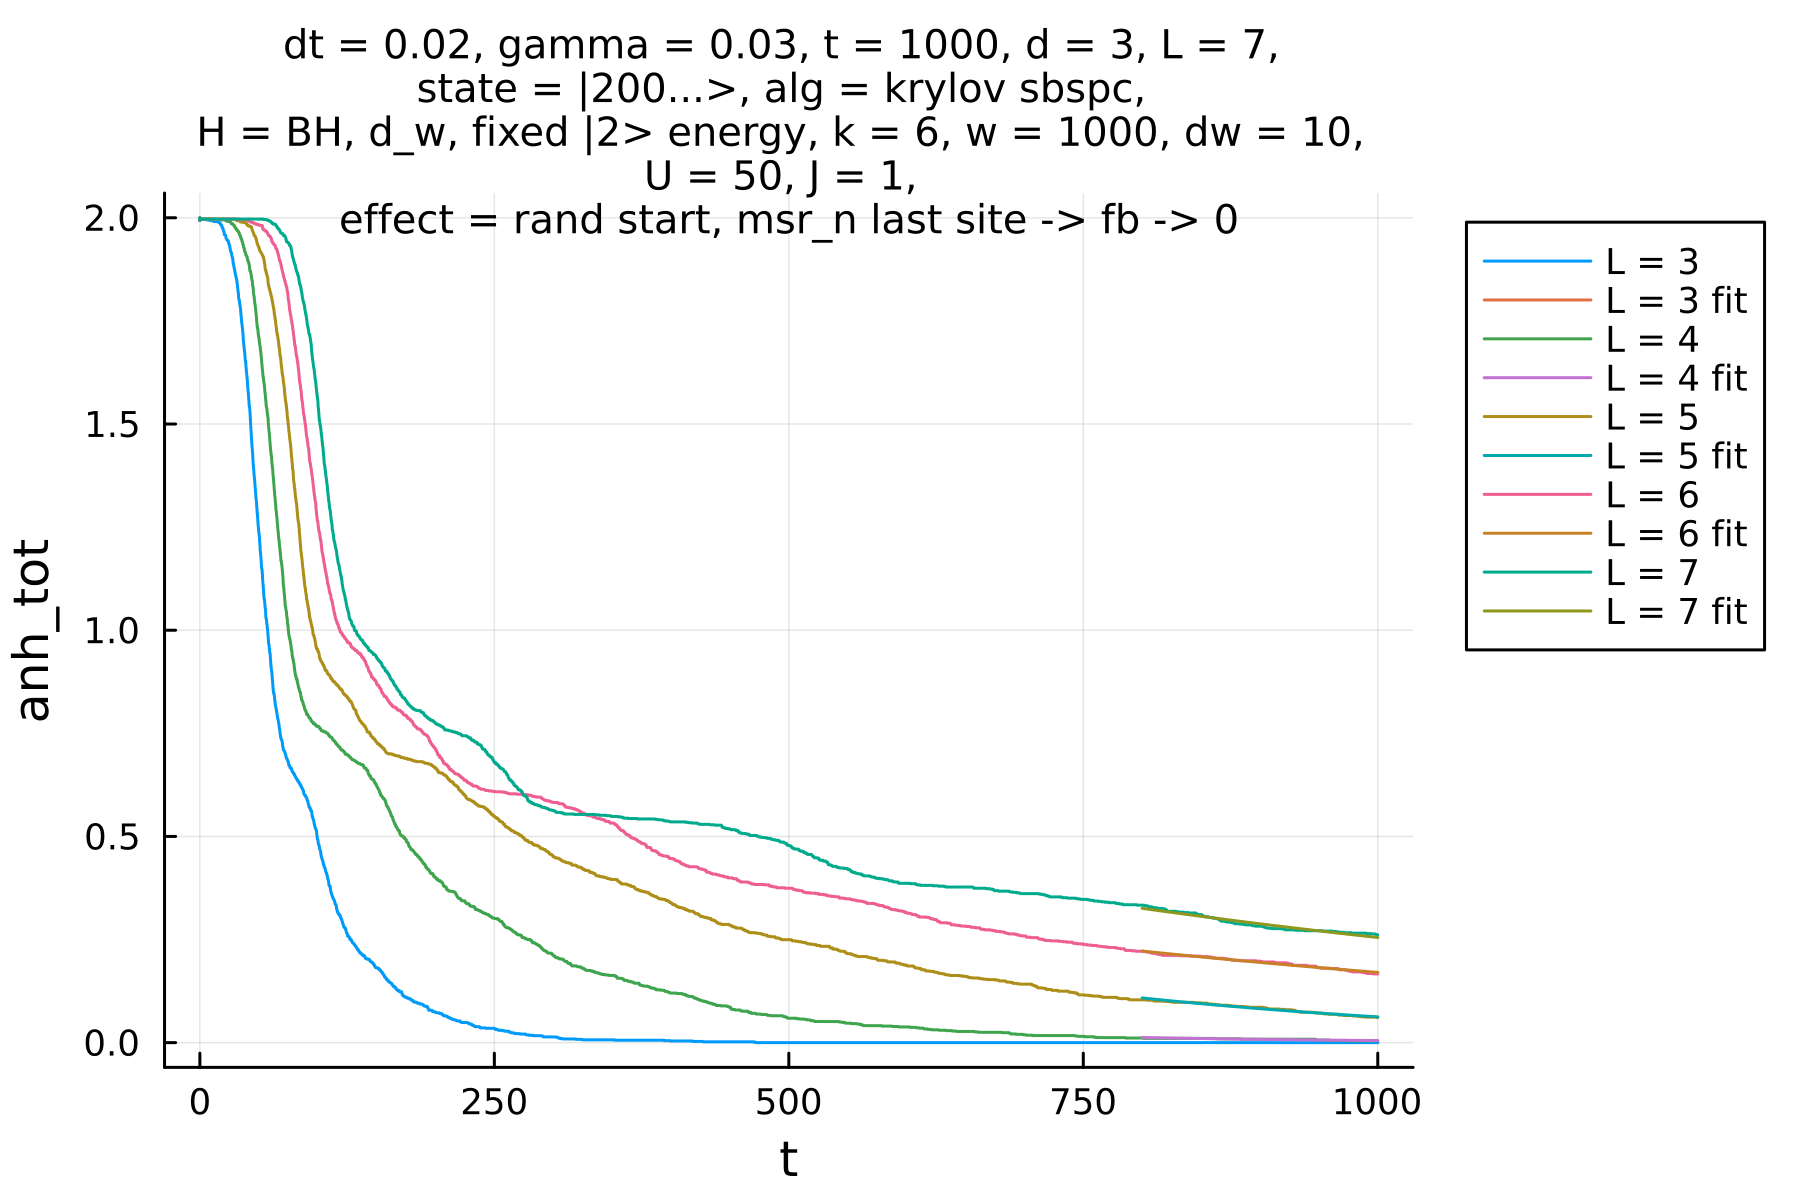 dt = 0.02, gamma = 0.03, t = 1000, d = 3, L = 7,
state = |200...>, alg = krylov sbspc,
H = BH, d_w, fixed |2> energy, k = 6, w = 1000, dw = 10,
U = 50, J = 1,
effect = rand start, msr_n last site -> fb -> 0
anh_tot
2.0
1.5
1.0
0.5
0.0
0
250
500
750
1000
t
L = 3
L = 3 fit
L = 4
L = 4 fit
L = 5
L = 5 fit
L = 6
L = 6 fit
L = 7
L = 7 fit